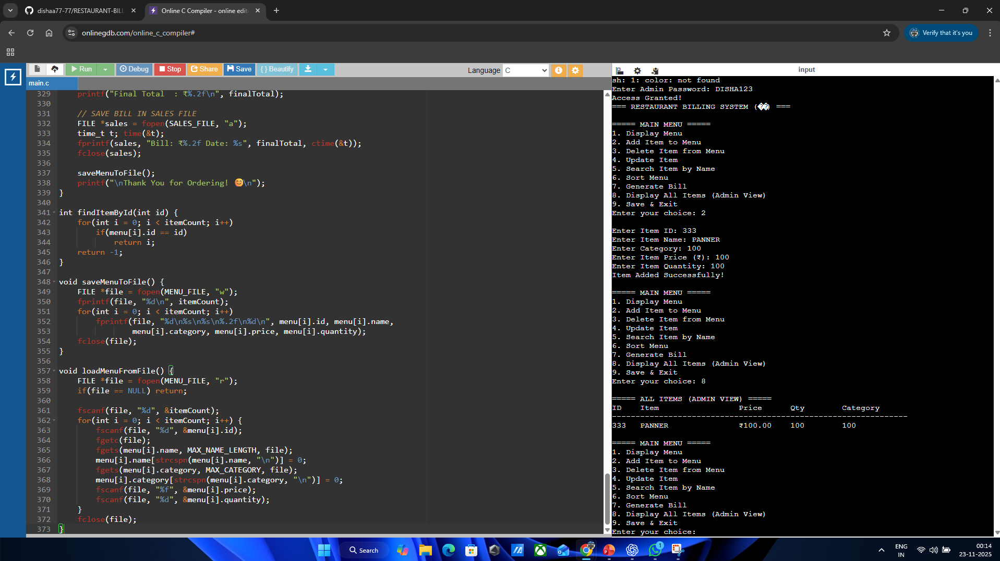 dishaa77-77/RESTAURANT-BILL
Online C Compiler - online edit
onlinegdb.com/online_c_compiler#
Verify that it's you
Run
Debug
Stop
Share
Save
{ } Beautify
Language C
input
main.c
329 printf("Final Total  : ₹%.2f\n", finalTotal);
330
331 // SAVE BILL IN SALES FILE
332 FILE *sales = fopen(SALES_FILE, "a");
333 time_t t; time(&t);
334 fprintf(sales, "Bill: ₹%.2f Date: %s", finalTotal, ctime(&t));
335 fclose(sales);
336
337 saveMenuToFile();
338 printf("\nThank You for Ordering! 😊\n");
339 }
340
341 int findItemById(int id) {
342 for(int i = 0; i < itemCount; i++)
343 if(menu[i].id == id)
344 return i;
345 return -1;
346 }
347
348 void saveMenuToFile() {
349 FILE *file = fopen(MENU_FILE, "w");
350 fprintf(file, "%d\n", itemCount);
351 for(int i = 0; i < itemCount; i++)
352 fprintf(file, "%d\n%s\n%s\n%.2f\n%d\n", menu[i].id, menu[i].name,
353 menu[i].category, menu[i].price, menu[i].quantity);
354 fclose(file);
355 }
356
357 void loadMenuFromFile() {
358 FILE *file = fopen(MENU_FILE, "r");
359 if(file == NULL) return;
360
361 fscanf(file, "%d", &itemCount);
362 for(int i = 0; i < itemCount; i++) {
363 fscanf(file, "%d", &menu[i].id);
364 fgetc(file);
365 fgets(menu[i].name, MAX_NAME_LENGTH, file);
366 menu[i].name[strcspn(menu[i].name, "\n")] = 0;
367 fgets(menu[i].category, MAX_CATEGORY, file);
368 menu[i].category[strcspn(menu[i].category, "\n")] = 0;
369 fscanf(file, "%f", &menu[i].price);
370 fscanf(file, "%d", &menu[i].quantity);
371 }
372 fclose(file);
373 }
sh: 1: color: not found
Enter Admin Password: DISHA123
Access Granted!
=== RESTAURANT BILLING SYSTEM (��) ===
===== MAIN MENU =====
1. Display Menu
2. Add Item to Menu
3. Delete Item from Menu
4. Update Item
5. Search Item by Name
6. Sort Menu
7. Generate Bill
8. Display All Items (Admin View)
9. Save & Exit
Enter your choice: 2
Enter Item ID: 333
Enter Item Name: PANNER
Enter Category: 100
Enter Item Price (₹): 100
Enter Item Quantity: 100
Item Added Successfully!
===== MAIN MENU =====
1. Display Menu
2. Add Item to Menu
3. Delete Item from Menu
4. Update Item
5. Search Item by Name
6. Sort Menu
7. Generate Bill
8. Display All Items (Admin View)
9. Save & Exit
Enter your choice: 8
===== ALL ITEMS (ADMIN VIEW) =====
ID Item Price Qty Category
---------------------------------------------------------------
333 PANNER ₹100.00 100 100
===== MAIN MENU =====
1. Display Menu
2. Add Item to Menu
3. Delete Item from Menu
4. Update Item
5. Search Item by Name
6. Sort Menu
7. Generate Bill
8. Display All Items (Admin View)
9. Save & Exit
Enter your choice:
Search
1
ENG
IN
00:14
23-11-2025